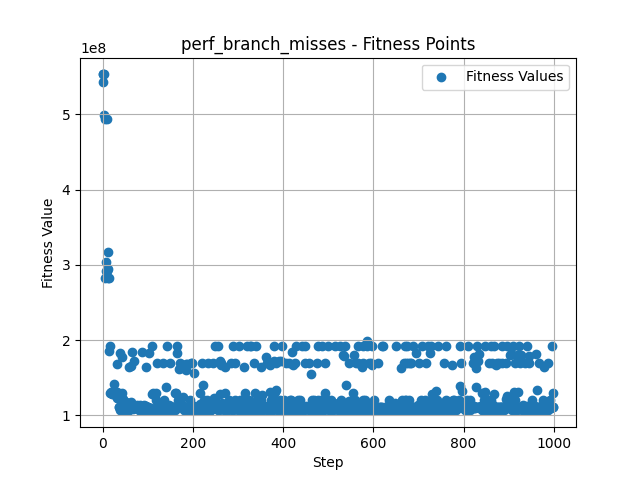 perf_branch_misses - Fitness Points
1e8
Fitness Values
5
4
3
2
1
Fitness Value
0
200
400
600
800
1000
Step